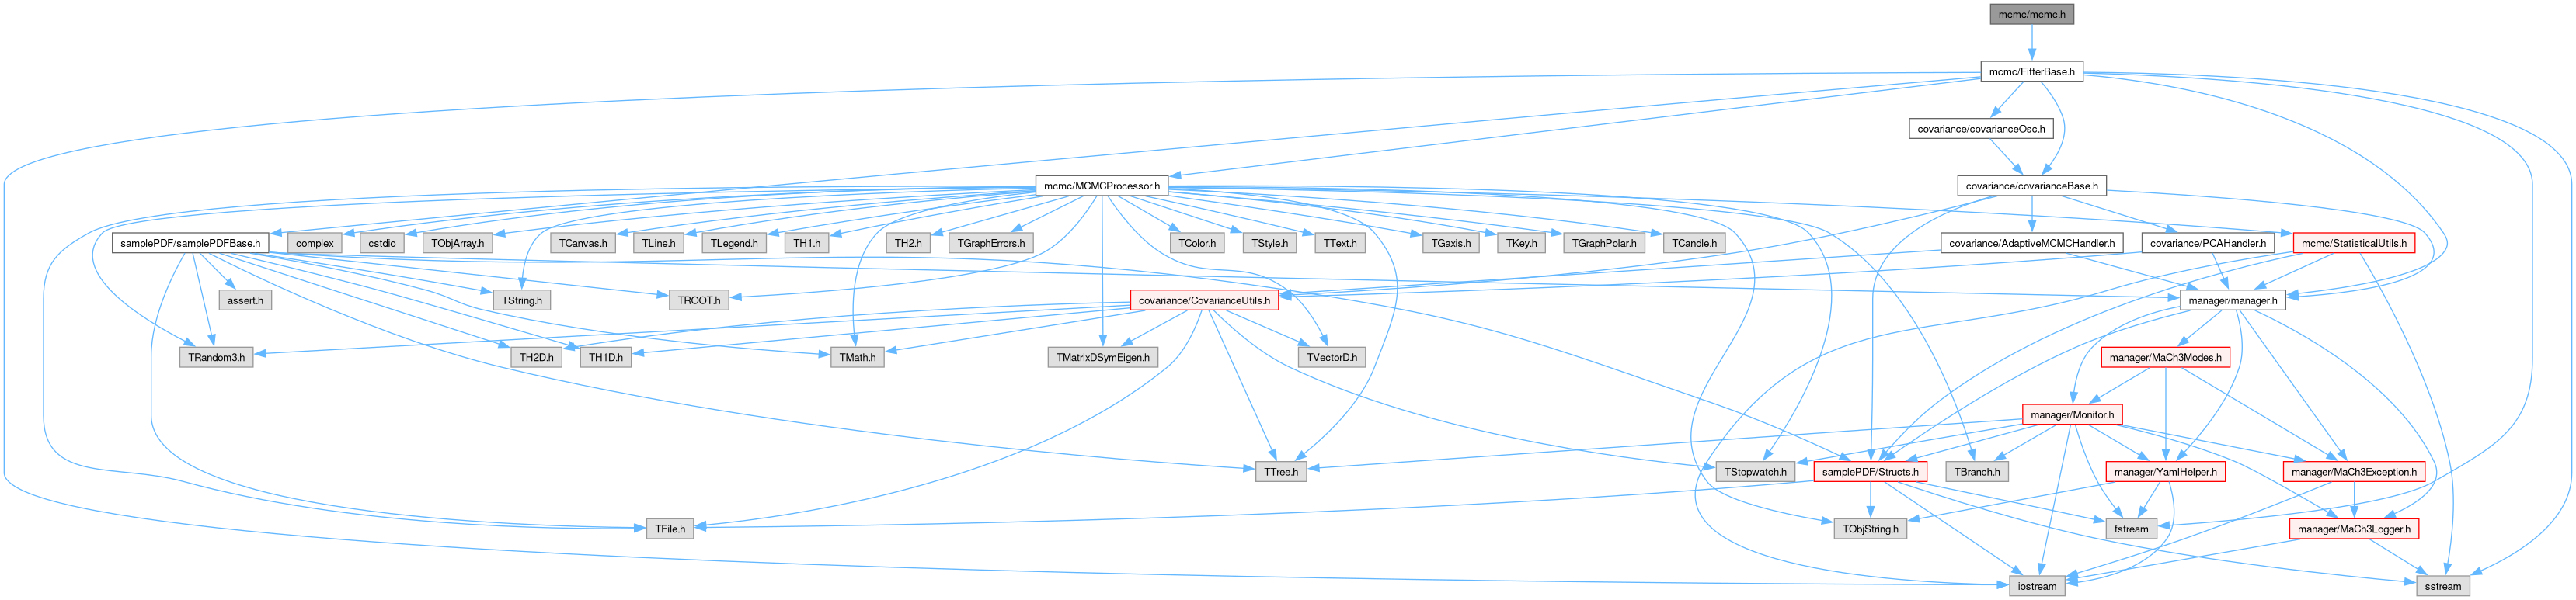 mcmc/mcmc.h
mcmc/FitterBase.h
covariance/covarianceOsc.h
mcmc/MCMCProcessor.h
covariance/covarianceBase.h
samplePDF/samplePDFBase.h
complex
cstdio
TObjArray.h
TCanvas.h
TLine.h
TLegend.h
TH1.h
TH2.h
TGraphErrors.h
TColor.h
TStyle.h
TText.h
TGaxis.h
TKey.h
TGraphPolar.h
TCandle.h
covariance/AdaptiveMCMCHandler.h
covariance/PCAHandler.h
mcmc/StatisticalUtils.h
assert.h
TString.h
TROOT.h
covariance/CovarianceUtils.h
manager/manager.h
TRandom3.h
TH2D.h
TH1D.h
TMath.h
TMatrixDSymEigen.h
TVectorD.h
manager/MaCh3Modes.h
manager/Monitor.h
TTree.h
TStopwatch.h
samplePDF/Structs.h
TBranch.h
manager/YamlHelper.h
manager/MaCh3Exception.h
TFile.h
TObjString.h
fstream
manager/MaCh3Logger.h
iostream
sstream